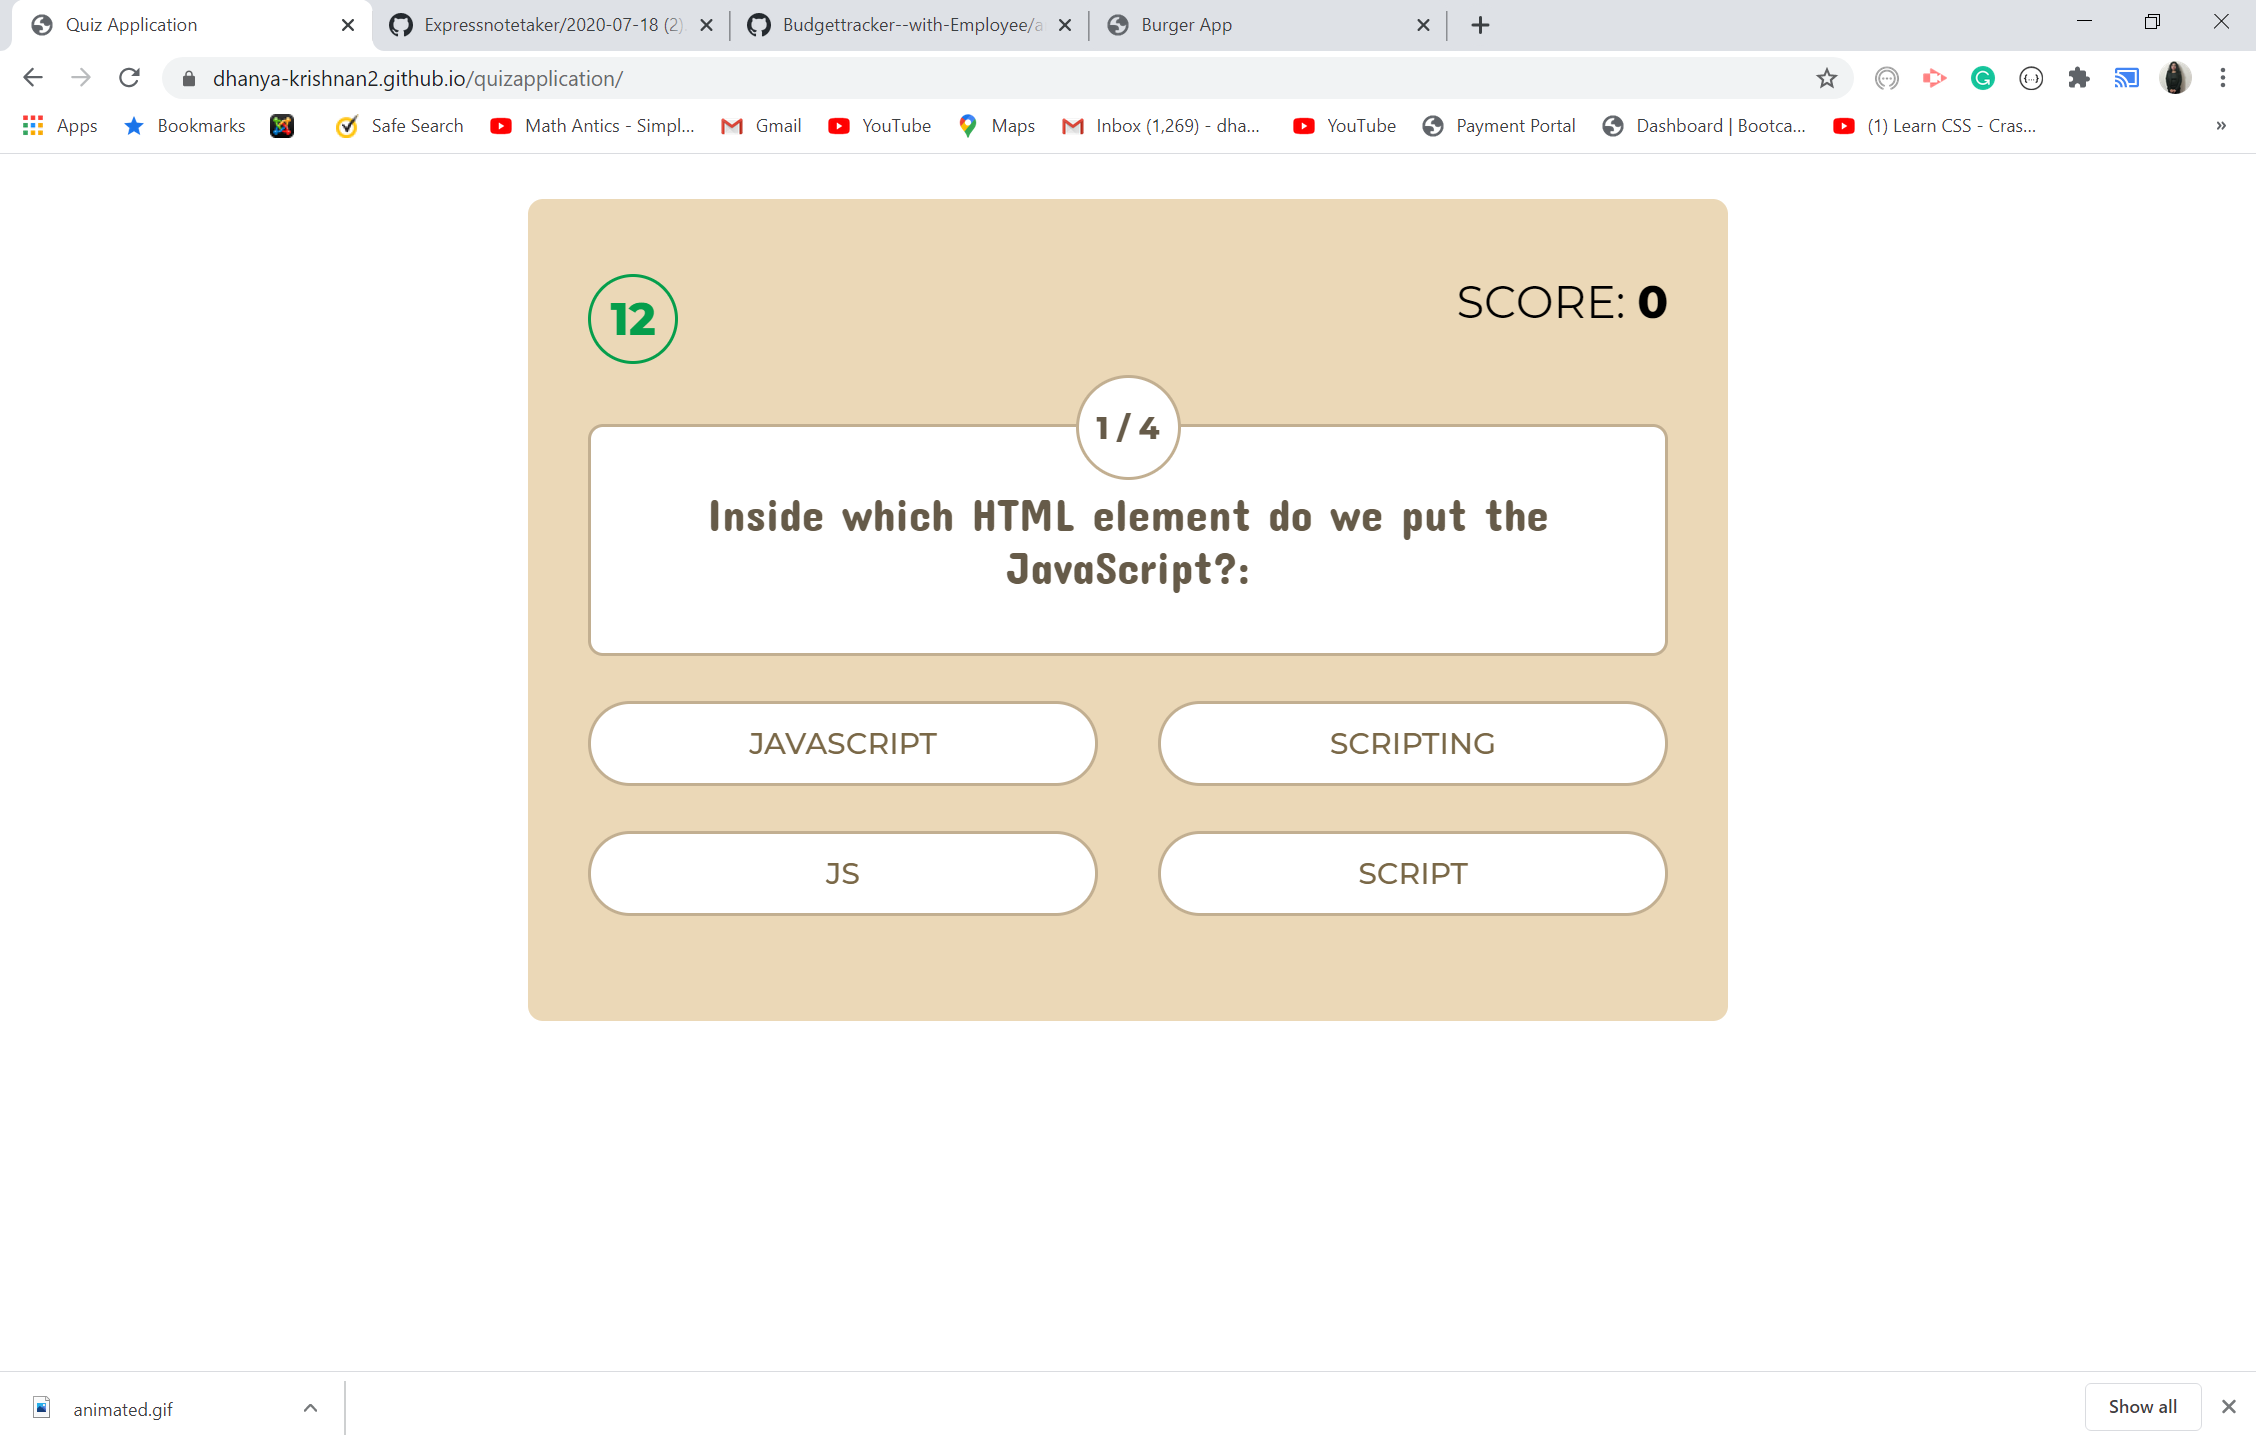 Quiz Application
Expressnotetaker/2020-07-18 (2)
Budgettracker--with-Employee/a
Burger App
dhanya-krishnan2.github.io/quizapplication/
Apps
Bookmarks
Safe Search
Math Antics - Simpl...
Gmail
YouTube
Maps
Inbox (1,269) - dha...
YouTube
Payment Portal
Dashboard | Bootca...
(1) Learn CSS - Cras...
»
12
SCORE: 0
1 / 4
Inside which HTML element do we put the
JavaScript?:
JAVASCRIPT
SCRIPTING
JS
SCRIPT
animated.gif
Show all